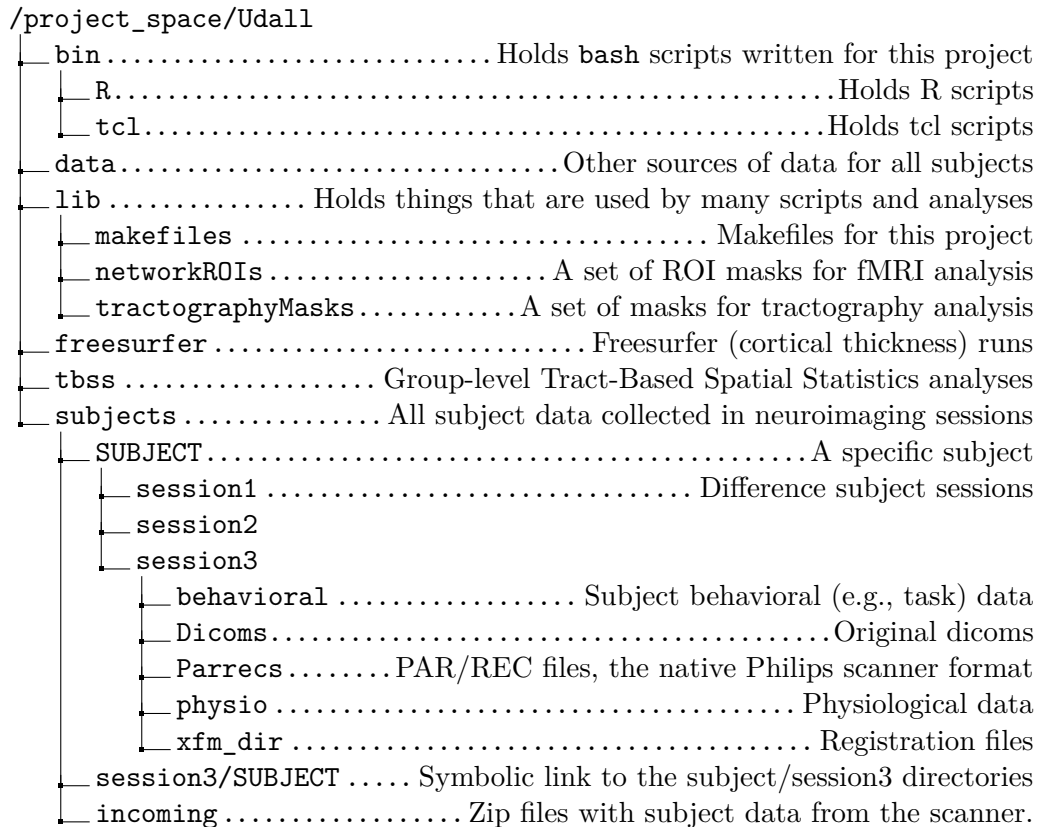 /project_space/Udall
bin.............................Holds bash scripts written for this project
R......................................................Holds R scripts
tcl...................................................Holds tcl scripts
data.................................Other sources of data for all subjects
lib...............Holds things that are used by many scripts and analyses
makefiles...................................Makefiles for this project
networkROIs.....................A set of ROI masks for fMRI analysis
tractographyMasks............A set of masks for tractography analysis
freesurfer............................Freesurfer (cortical thickness) runs
tbss...................Group-level Tract-Based Spatial Statistics analyses
subjects...............All subject data collected in neuroimaging sessions
SUBJECT.............................................A specific subject
session1................................Difference subject sessions
session2
session3
behavioral..................Subject behavioral (e.g., task) data
Dicoms..........................................Original dicoms
Parrecs........PAR/REC files, the native Philips scanner format
physio.......................................Physiological data
xfm_dir.......................................Registration files
session3/SUBJECT.....Symbolic link to the subject/session3 directories
incoming..................Zip files with subject data from the scanner.